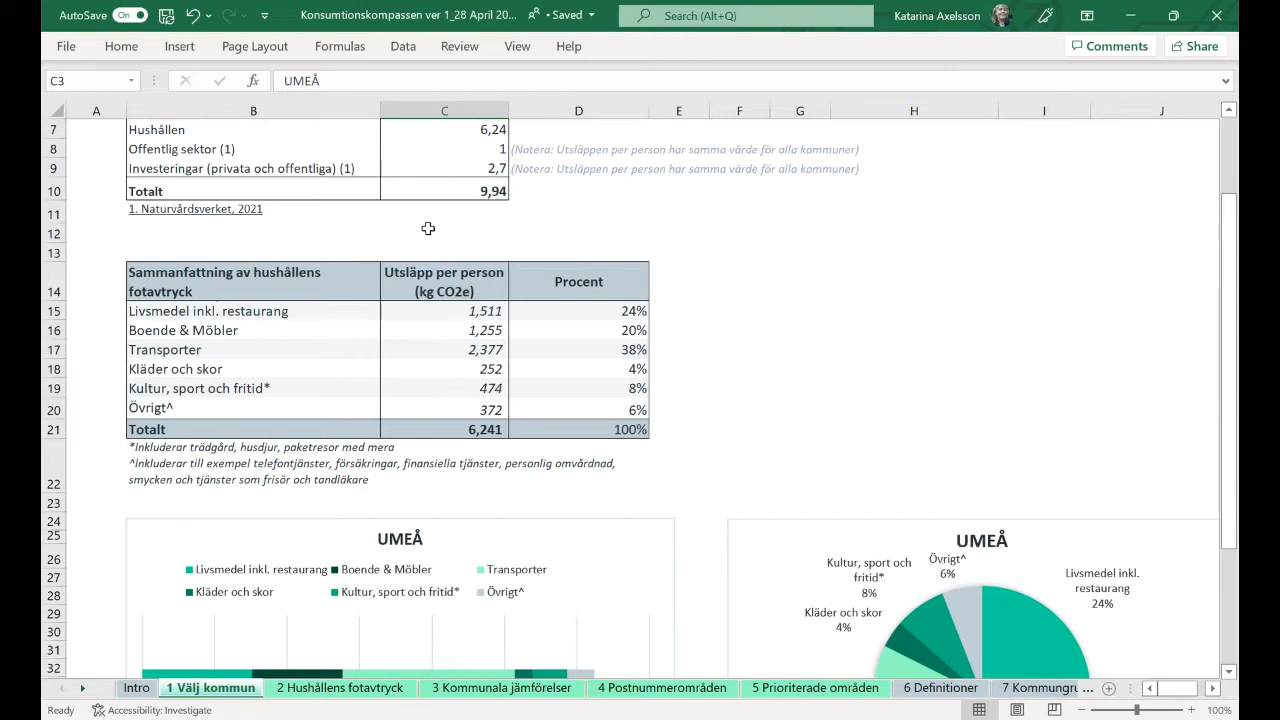 AutoSave On Konsumtionskompassen ver 1_28 April 20... • Saved Search (Alt+Q) Katarina Axelsson
File Home Insert Page Layout Formulas Data Review View Help Comments Share
C3 fx UMEÅ
A B C D E F G H I J
7 Hushållen 6,24
8 Offentlig sektor (1) 1 (Notera: Utsläppen per person har samma värde för alla kommuner)
9 Investeringar (privata och offentliga) (1) 2,7 (Notera: Utsläppen per person har samma värde för alla kommuner)
10 Totalt 9,94
11 1. Naturvårdsverket, 2021
12
13
14 Sammanfattning av hushållens fotavtryck Utsläpp per person (kg CO2e) Procent
15 Livsmedel inkl. restaurang 1,511 24%
16 Boende & Möbler 1,255 20%
17 Transporter 2,377 38%
18 Kläder och skor 252 4%
19 Kultur, sport och fritid* 474 8%
20 Övrigt^ 372 6%
21 Totalt 6,241 100%
*Inkluderar trädgård, husdjur, paketresor med mera
^Inkluderar till exempel telefontjänster, försäkringar, finansiella tjänster, personlig omvårdnad,
22 smycken och tjänster som frisör och tandläkare
23
24
25 UMEÅ UMEÅ
26 Livsmedel inkl. restaurang Boende & Möbler Transporter
27 Kläder och skor Kultur, sport och fritid* Övrigt^
28
29
30
31
32
Kultur, sport och
fritid*
8%
Övrigt^
6%
Livsmedel inkl.
restaurang
24%
Kläder och skor
4%
Intro 1 Välj kommun 2 Hushållens fotavtryck 3 Kommunala jämförelser 4 Postnummerområden 5 Prioriterade områden 6 Definitioner 7 Kommungru ...
Ready Accessibility: Investigate 100%